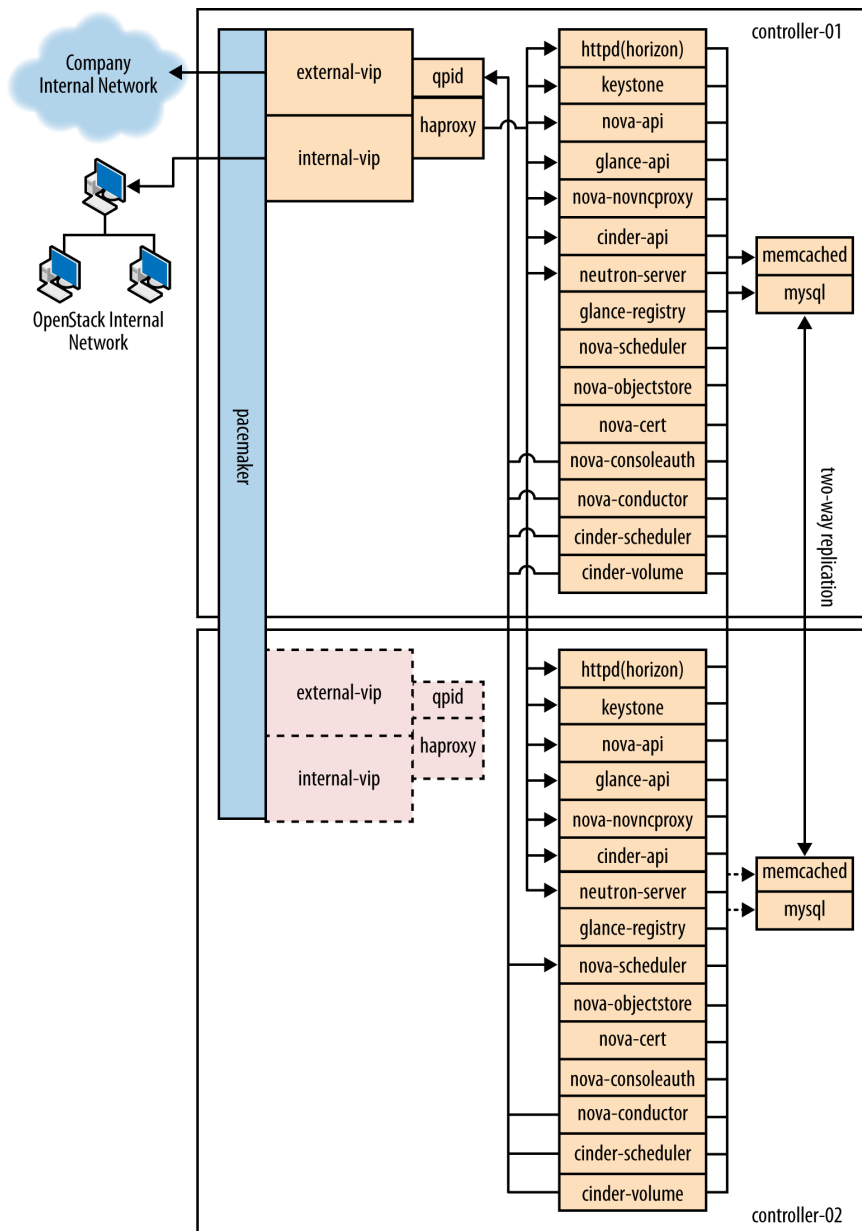 controller-01
Company
Internal Network
external-vip
qpid
haproxy
internal-vip
OpenStack Internal
Network
pacemaker
httpd(horizon)
keystone
nova-api
glance-api
nova-novncproxy
cinder-api
neutron-server
glance-registry
nova-scheduler
nova-objectstore
nova-cert
nova-consoleauth
nova-conductor
cinder-scheduler
cinder-volume
memcached
mysql
two-way replication
external-vip
qpid
haproxy
internal-vip
httpd(horizon)
keystone
nova-api
glance-api
nova-novncproxy
cinder-api
neutron-server
glance-registry
nova-scheduler
nova-objectstore
nova-cert
nova-consoleauth
nova-conductor
cinder-scheduler
cinder-volume
memcached
mysql
controller-02